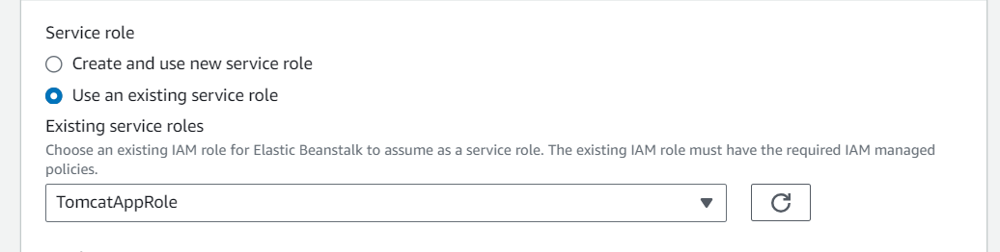 Service role
Create and use new service role
Use an existing service role
Existing service roles
Choose an existing IAM role for Elastic Beanstalk to assume as a service role. The existing IAM role must have the required IAM managed
policies.
TomcatAppRole